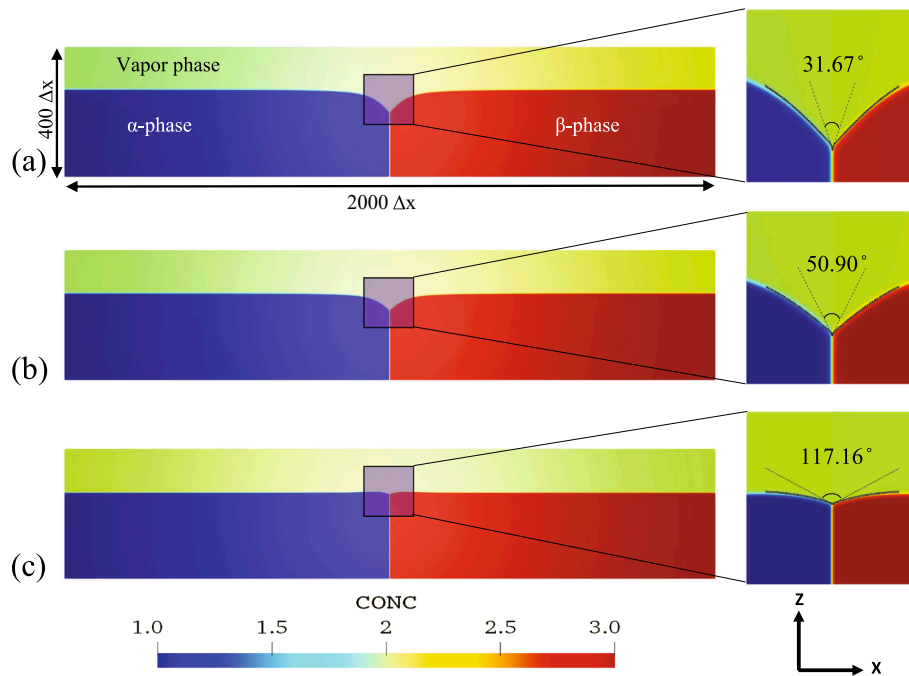 Vapor phase
α-phase
β-phase
400 Δx
(a)
2000 Δx
31.67°
(b)
50.90°
(c)
117.16°
CONC
1.0 1.5 2 2.5 3.0
Z
X